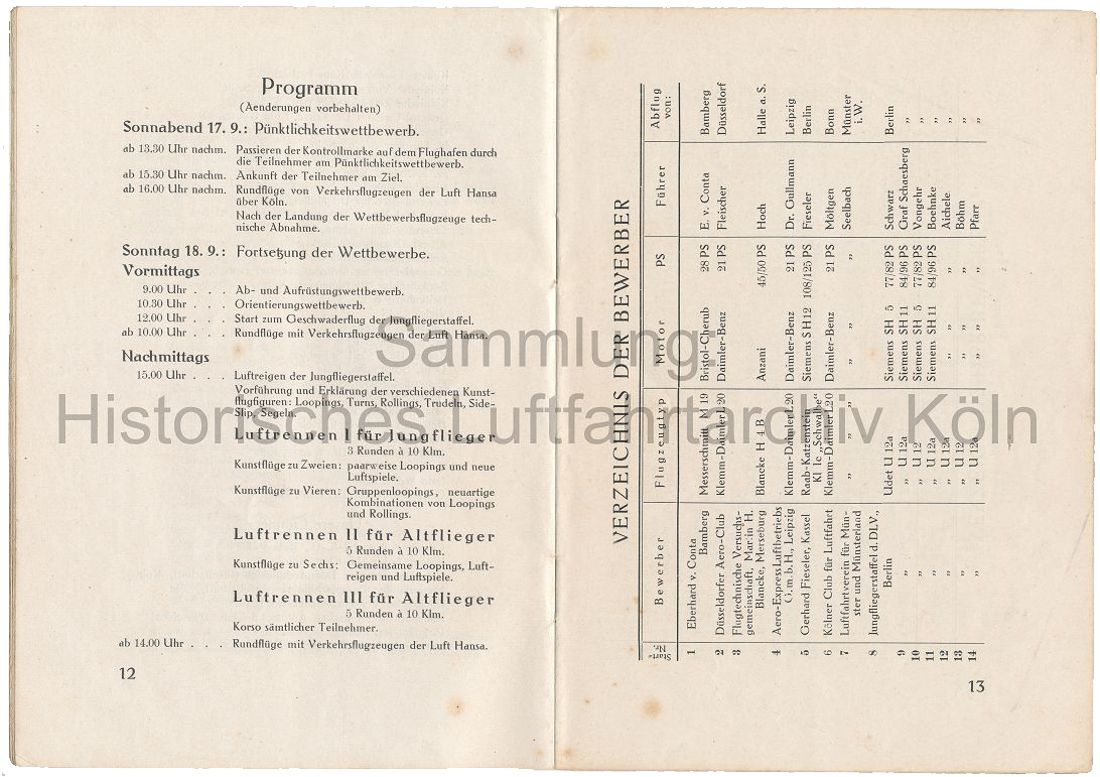 Programm
(Aenderungen vorbehalten)
Sonnabend 17. 9.: Pünktlichkeitswettbewerb.
ab 13.30 Uhr nachm. Passieren der Kontrollmarke auf dem Flughafen durch
die Teilnehmer am Pünktlichkeitswettbewerb.
ab 15.30 Uhr nachm. Ankunft der Teilnehmer am Ziel.
ab 16.00 Uhr nachm. Rundflüge von Verkehrsflugzeugen der Luft Hansa
über Köln.
Nach der Landung der Wettbewerbsflugzeuge tech-
nische Abnahme.
Sonntag 18. 9.: Fortsetzung der Wettbewerbe.
Vormittags
9.00 Uhr . . . Ab- und Aufrüstungswettbewerb.
10.30 Uhr . . . Orientierungswettbewerb.
12.00 Uhr . . . Start zum Geschwaderflug der Jungfliegerstaffel.
ab 10.00 Uhr . . . Rundflüge mit Verkehrsflugzeugen der Luft Hansa.
Nachmittags
15.00 Uhr . . . Luftreigen der Jungfliegerstaffel.
Vorführung und Erklärung der verschiedenen Kunst-
flugfiguren: Loopings, Turns, Rollings, Trudeln, Side-
Slip, Segeln.
Luftrennen I für Jungflieger
3 Runden à 10 Klm.
Kunstflüge zu Zweien: paarweise Loopings und neue
Luftspiele.
Kunstflüge zu Vieren: Gruppenloopings, neuartige
Kombinationen von Loopings
und Rollings.
Luftrennen II für Altflieger
5 Runden à 10 Klm.
Kunstflüge zu Sechs: Gemeinsame Loopings, Luft-
reigen und Luftspiele.
Luftrennen III für Altflieger
5 Runden à 10 Klm.
Korso sämtlicher Teilnehmer.
ab 14.00 Uhr . . . Rundflüge mit Verkehrsflugzeugen der Luft Hansa.
12
VERZEICHNIS DER BEWERBER
Start-Nr. Bewerber Flugzeugtyp Motor PS Führer Abflug von:
1 Eberhard v. Conta
Bamberg Messerschmitt M 19 Bristol-Cherub 28 PS E. v. Conta Bamberg
2 Düsseldorfer Aero-Club Klemm-Daimler L 20 Daimler-Benz 21 PS Fleischer Düsseldorf
3 Flugtechnische Versuchs-
gemeinschaft, Martin H.
Blancke, Merseburg Blancke H 4 B Anzani 45/50 PS Hoch Halle a. S.
4 Aero-Express Luftbetriebs
G. m. b. H., Leipzig Klemm-Daimler L 20 Daimler-Benz 21 PS Dr. Gullmann Leipzig
5 Gerhard Fieseler, Kassel Raab-Katzenstein
Kl Ic „Schwalbe“ Siemens SH 12 108/125 PS Fieseler Berlin
6 Kölner Club für Luftfahrt Klemm-Daimler L 20 Daimler-Benz 21 PS Möltgen Bonn
7 Luftfahrtverein für Mün-
ster und Münsterland „ „ „ Seelbach Münster
i. W.
8 Jungfliegerstaffel d. DLV.,
Berlin Udet U 12a Siemens SH 5 77/82 PS Schwarz Berlin
9 „ „ U 12a Siemens SH 11 84/96 PS Graf Schaesberg „
10 „ „ U 12 Siemens SH 5 77/82 PS Vongehr „
11 „ „ U 12a Siemens SH 11 84/96 PS Boehnke „
12 „ „ U 12a „ „ Aichele „
13 „ „ U 12 „ „ Böhm „
14 „ „ U 12a „ „ Pfarr „
13
Sammlung
Historisches Luftfahrtarchiv Köln